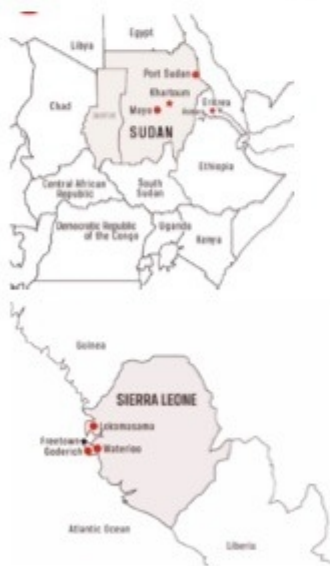 Egypt
Libya
Port Sudan
Khartoum
Chad
Mayo
Eritrea
SUDAN
Ethiopia
Central African
Republic
South
Sudan
Democratic Republic
of the Congo
Uganda
Kenya
Guinea
SIERRA LEONE
Lokomasama
Freetown
Goderich
Waterloo
Atlantic Ocean
Liberia